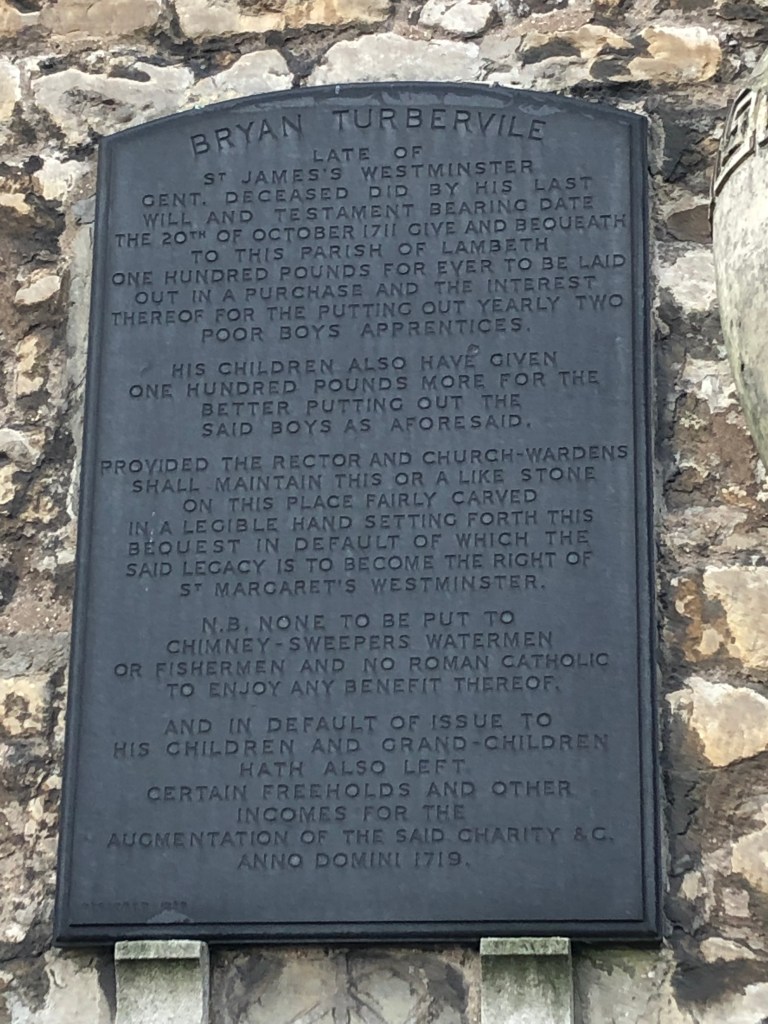 BRYAN TURBERVILE
LATE OF
ST JAMES'S WESTMINSTER
GENT. DECEASED DID BY HIS LAST
WILL AND TESTAMENT BEARING DATE
THE 20TH OF OCTOBER 1711 GIVE AND BEQUEATH
TO THIS PARISH OF LAMBETH
ONE HUNDRED POUNDS FOR EVER TO BE LAID
OUT IN A PURCHASE AND THE INTEREST
THEREOF FOR THE PUTTING OUT YEARLY TWO
POOR BOYS APPRENTICES.
HIS CHILDREN ALSO HAVE GIVEN
ONE HUNDRED POUNDS MORE FOR THE
BETTER PUTTING OUT THE
SAID BOYS AS AFORESAID.
PROVIDED THE RECTOR AND CHURCH-WARDENS
SHALL MAINTAIN THIS OR A LIKE STONE
ON THIS PLACE FAIRLY CARVED
IN A LEGIBLE HAND SETTING FORTH THIS
BEQUEST IN DEFAULT OF WHICH THE
SAID LEGACY IS TO BECOME THE RIGHT OF
ST MARGARET'S WESTMINSTER.
N.B. NONE TO BE PUT TO
CHIMNEY-SWEEPERS WATERMEN
OR FISHERMEN AND NO ROMAN CATHOLIC
TO ENJOY ANY BENEFIT THEREOF.
AND IN DEFAULT OF ISSUE TO
HIS CHILDREN AND GRAND-CHILDREN
HATH ALSO LEFT
CERTAIN FREEHOLDS AND OTHER
INCOMES FOR THE
AUGMENTATION OF THE SAID CHARITY &C.
ANNO DOMINI 1719.